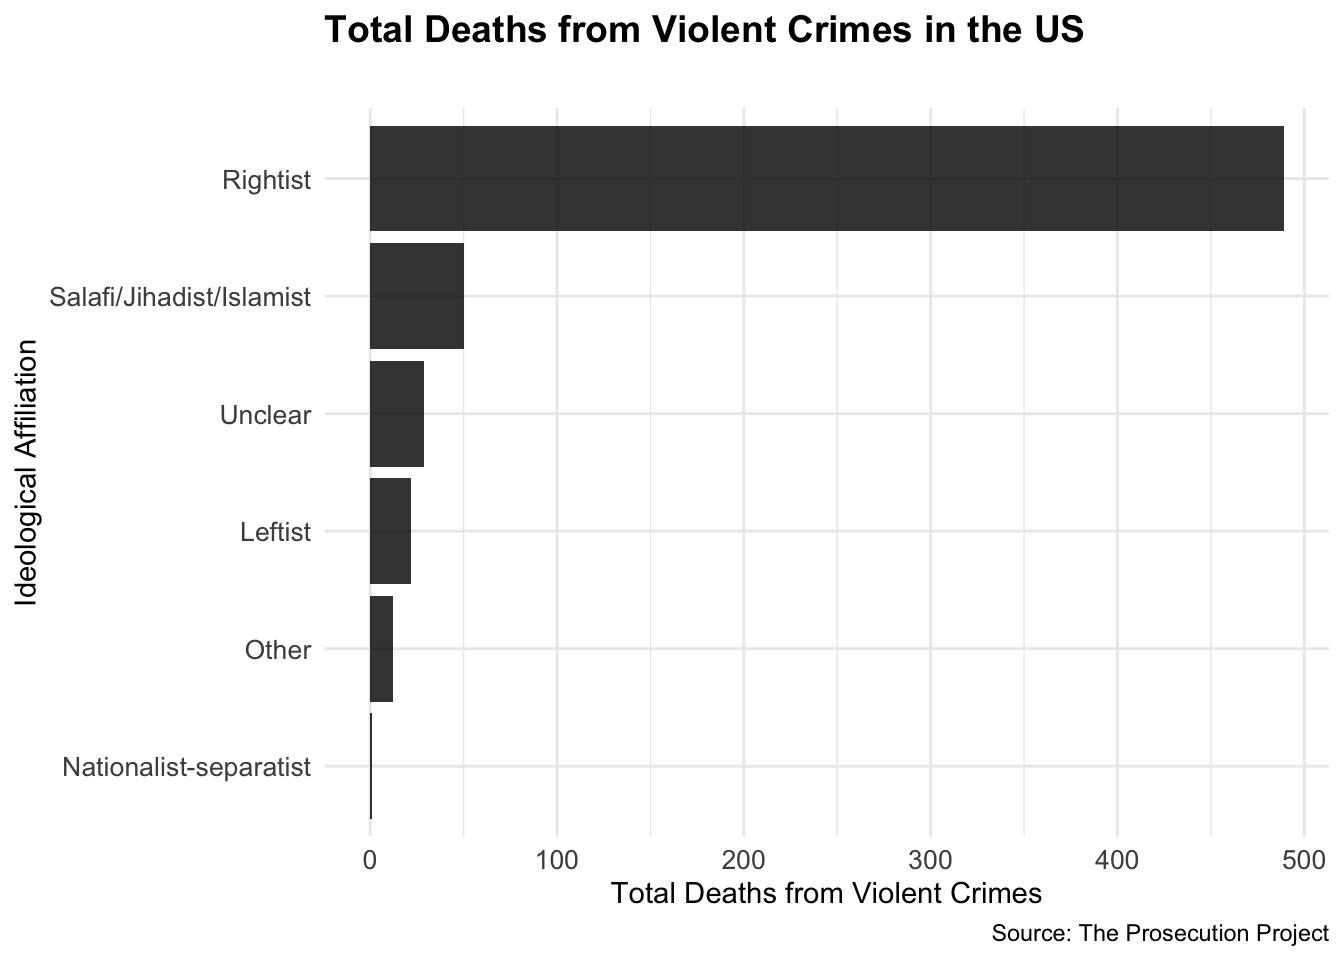 Total Deaths from Violent Crimes in the US
Ideological Affiliation
Rightist
Salafi/Jihadist/Islamist
Unclear
Leftist
Other
Nationalist-separatist
0 100 200 300 400 500
Total Deaths from Violent Crimes
Source: The Prosecution Project